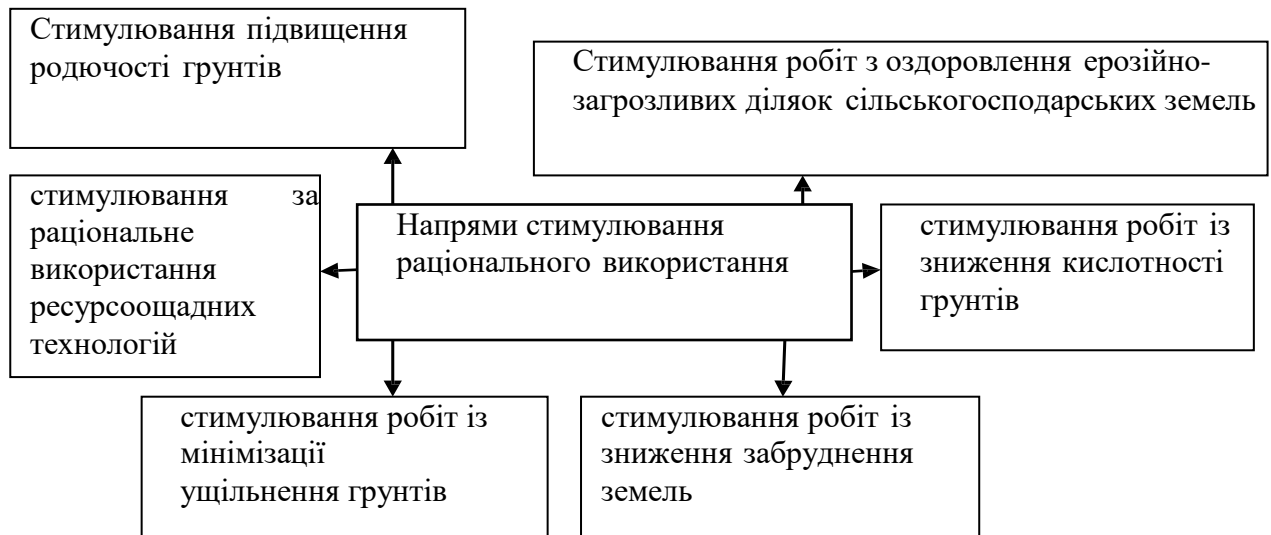 Стимулювання підвищення
родючості грунтів
Стимулювання робіт з оздоровлення ерозійно-
загрозливих діляок сільськогосподарських земель
стимулювання за
раціональне
використання
ресурсоощадних
технологій
Напрями стимулювання
раціонального використання
стимулювання робіт із
зниження кислотності
грунтів
стимулювання робіт із
мінімізації
ущільнення грунтів
стимулювання робіт із
зниження забруднення
земель